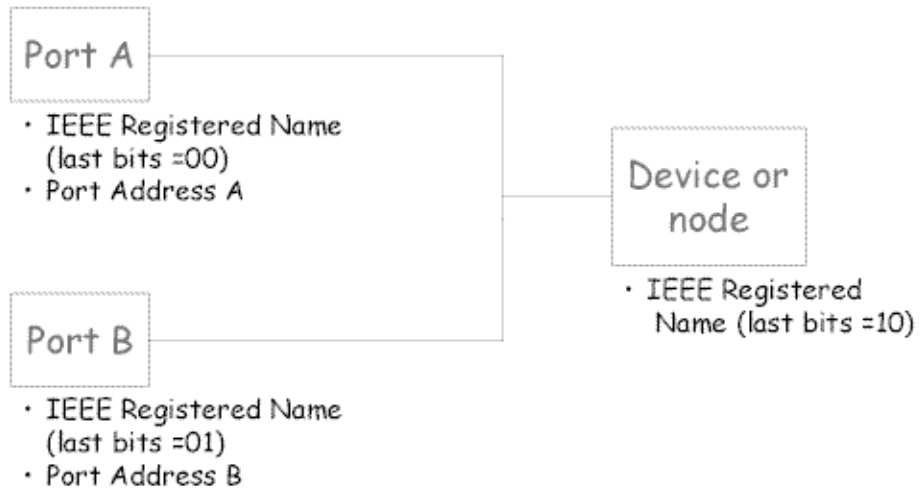 Port A
· IEEE Registered Name
(last bits =00)
· Port Address A
Device or
node
· IEEE Registered
Name (last bits =10)
Port B
· IEEE Registered Name
(last bits =01)
· Port Address B